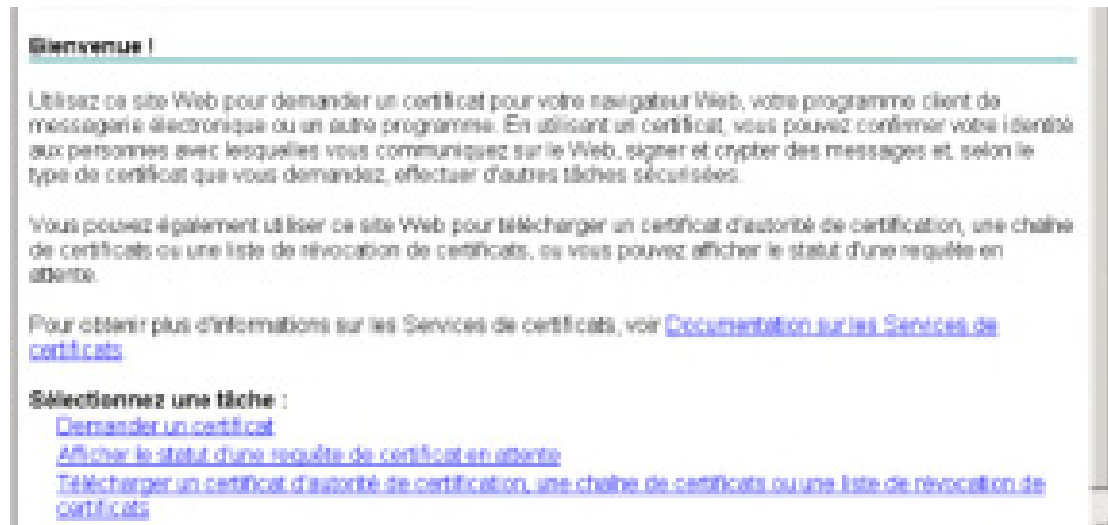 Bienvenue !
Utilisez ce site Web pour demander un certificat pour votre navigateur Web, votre programme client de
messagerie électronique ou un autre programme. En utilisant un certificat, vous pouvez confirmer votre identité
aux personnes avec lesquelles vous communiquez sur le Web, signer et crypter des messages et, selon le
type de certificat que vous demandez, effectuer d'autres tâches sécurisées.
Vous pouvez également utiliser ce site Web pour télécharger un certificat d'autorité de certification, une chaîne
de certificats ou une liste de révocation de certificats, ou vous pouvez afficher le statut d'une requête en
attente.
Pour obtenir plus d'informations sur les Services de certificats, voir Documentation sur les Services de
certificats
Sélectionnez une tâche :
Demander un certificat
Afficher le statut d'une requête de certificat en attente
Télécharger un certificat d'autorité de certification, une chaîne de certificats ou une liste de révocation de
certificats